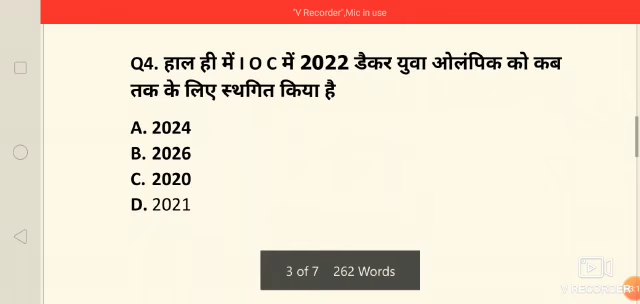 "V Recorder",Mic in use
Q4. हाल ही में I O C में 2022 डैकर युवा ओलंपिक को कब
तक के लिए स्थगित किया है
A. 2024
B. 2026
C. 2020
D. 2021
3 of 7 262 Words
V RECORDER